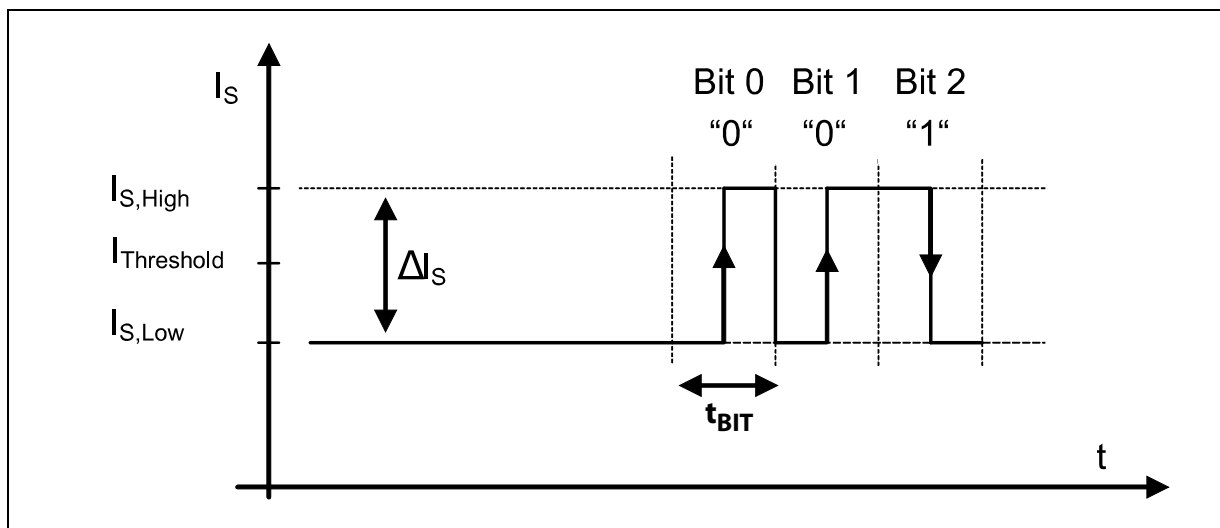 I_S
Bit 0 Bit 1 Bit 2
“0“ “0“ “1“
I_S,High
I_Threshold
ΔI_S
I_S,Low
t_BIT
t